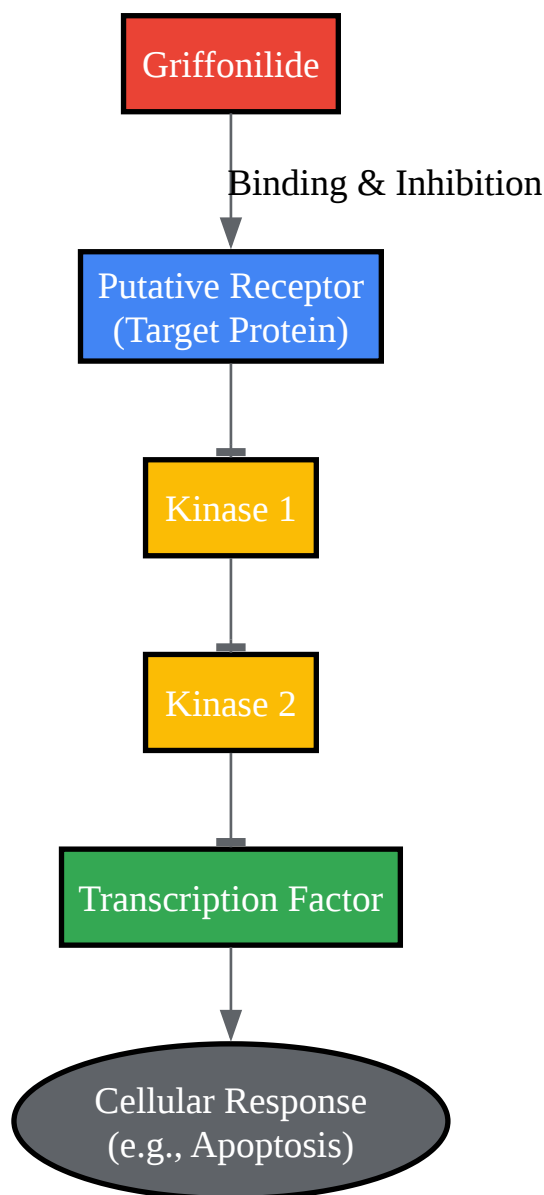 Griffonilide
Binding & Inhibition
Putative Receptor
(Target Protein)
Kinase 1
Kinase 2
Transcription Factor
Cellular Response
(e.g., Apoptosis)